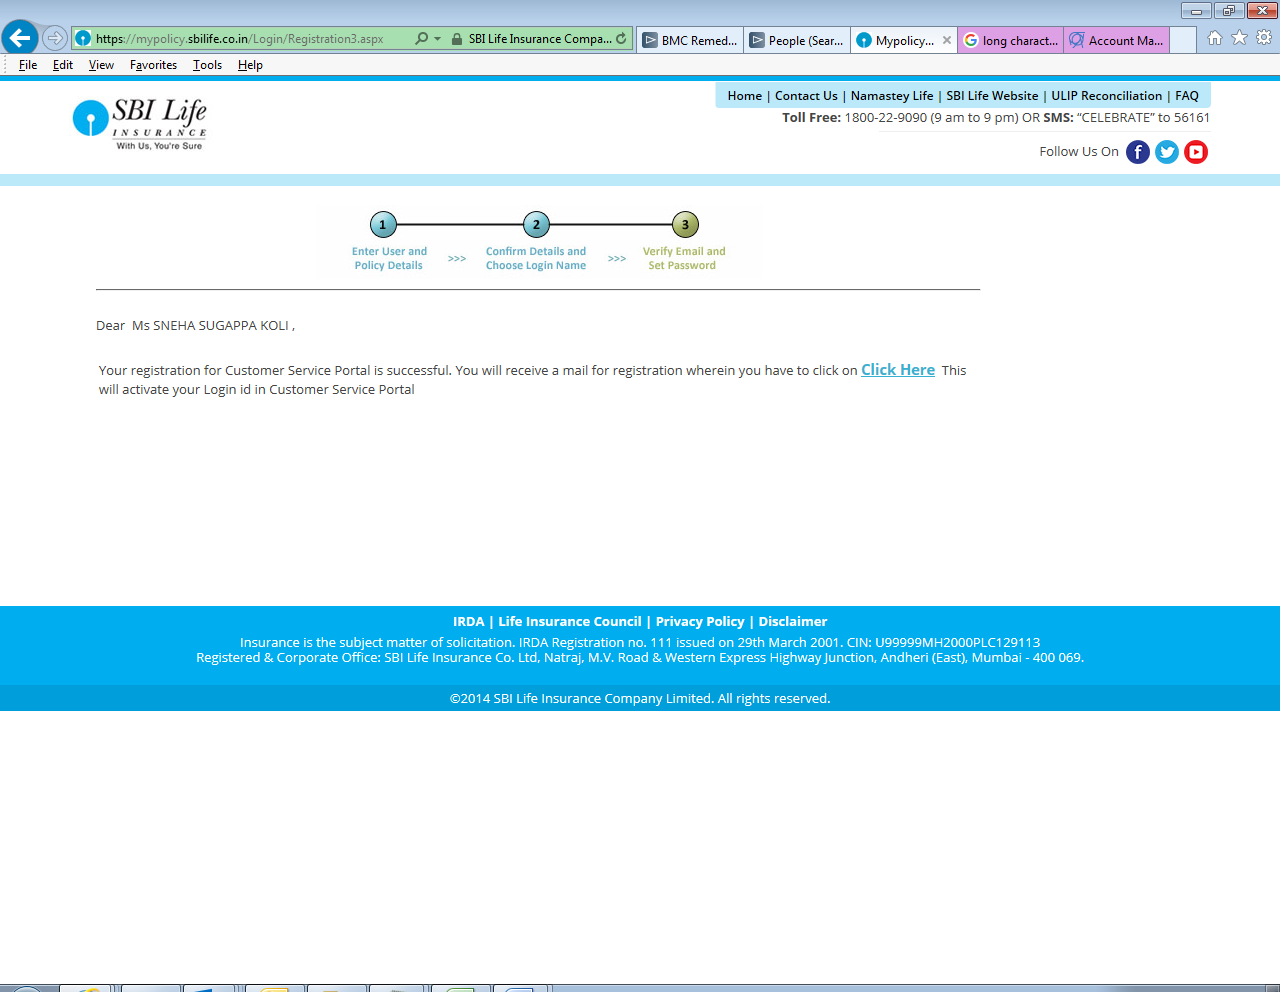 https://mypolicy.sbilife.co.in/Login/Registration3.aspx
SBI Life Insurance Compa...
BMC Remed...
People (Sear...
Mypolicy...
long charact...
Account Ma...
File Edit View Favorites Tools Help
SBI Life
INSURANCE
With Us, You're Sure
Home | Contact Us | Namastey Life | SBI Life Website | ULIP Reconciliation | FAQ
Toll Free: 1800-22-9090 (9 am to 9 pm) OR SMS: “CELEBRATE” to 56161
Follow Us On
1 2 3
Enter User and
Policy Details
>>>
Confirm Details and
Choose Login Name
>>>
Verify Email and
Set Password
Dear Ms SNEHA SUGAPPA KOLI ,
Your registration for Customer Service Portal is successful. You will receive a mail for registration wherein you have to click on Click Here This
will activate your Login id in Customer Service Portal
IRDA | Life Insurance Council | Privacy Policy | Disclaimer
Insurance is the subject matter of solicitation. IRDA Registration no. 111 issued on 29th March 2001. CIN: U99999MH2000PLC129113
Registered & Corporate Office: SBI Life Insurance Co. Ltd, Natraj, M.V. Road & Western Express Highway Junction, Andheri (East), Mumbai - 400 069.
©2014 SBI Life Insurance Company Limited. All rights reserved.